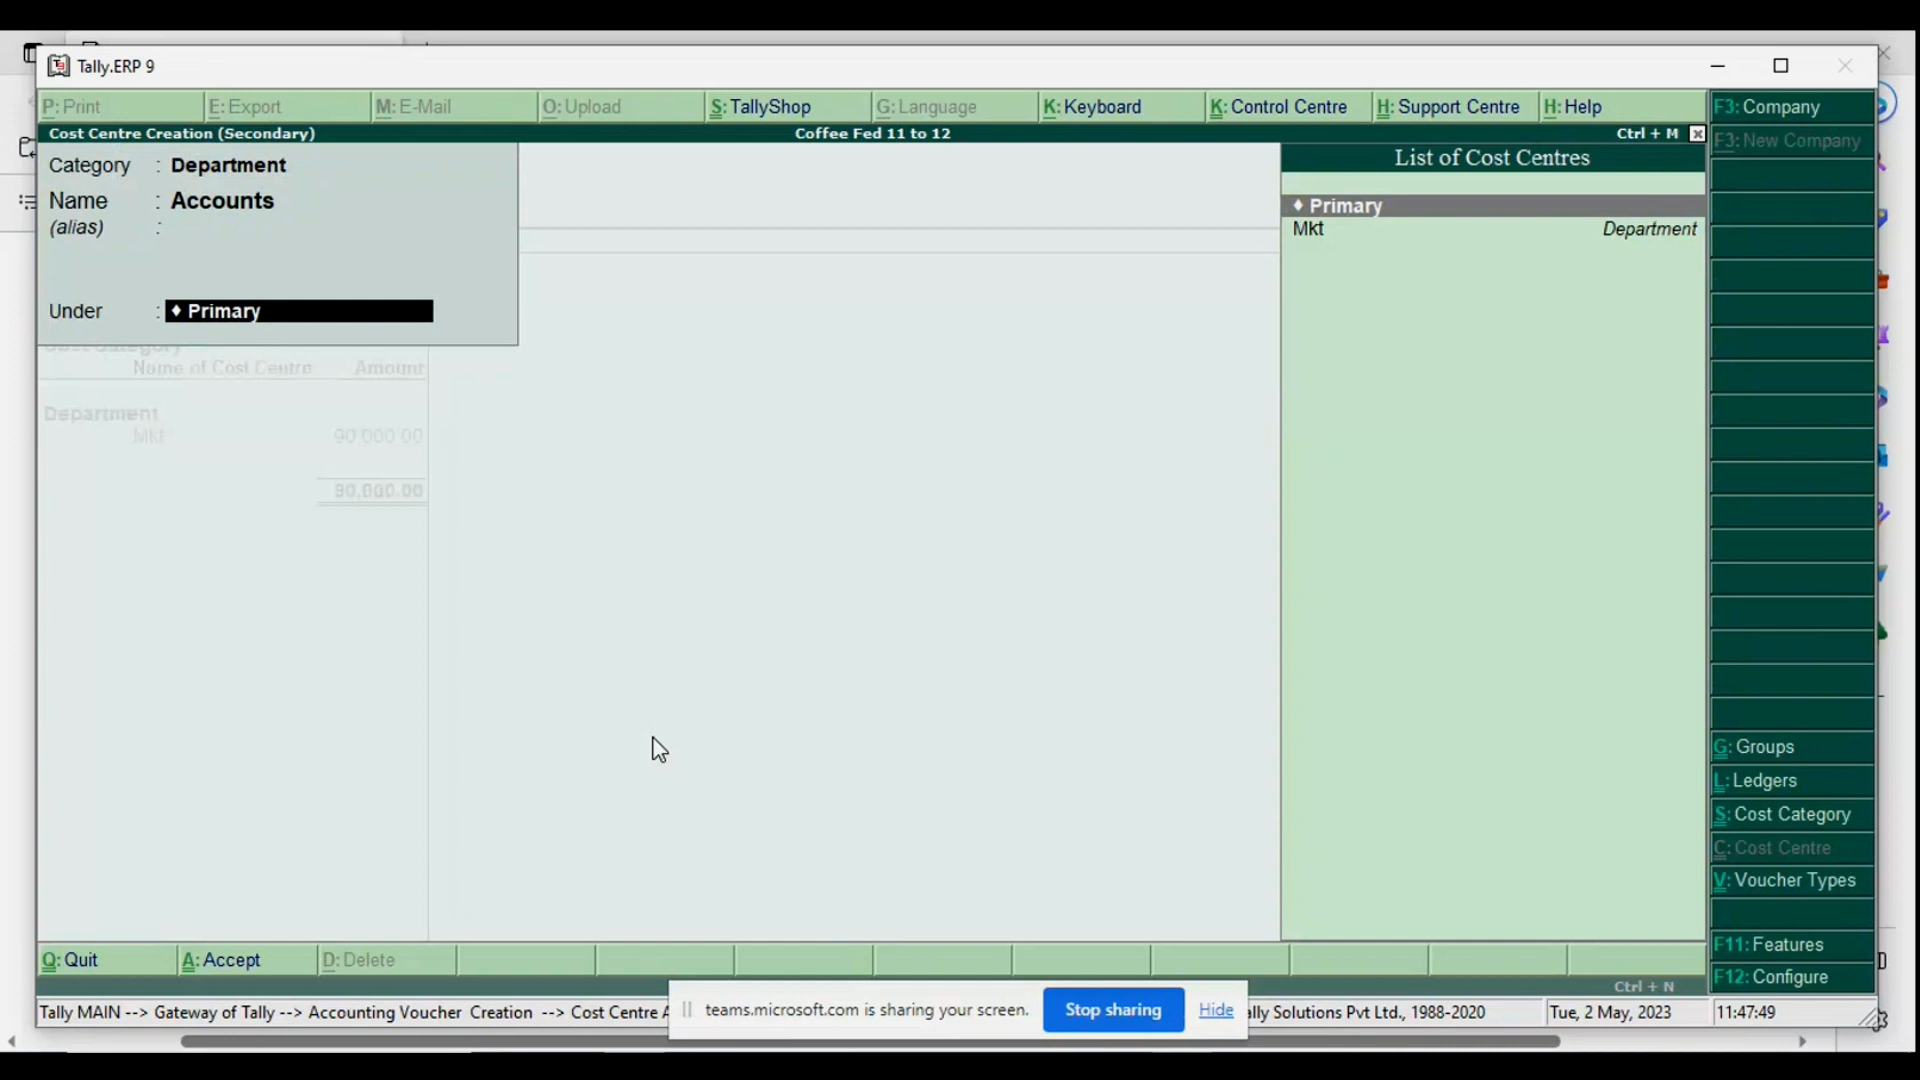 Tally.ERP 9
P: Print E: Export M: E-Mail O: Upload S: TallyShop G: Language K: Keyboard K: Control Centre H: Support Centre H: Help F3: Company
Cost Centre Creation (Secondary) Coffee Fed 11 to 12 Ctrl + M
F3: New Company
Category : Department
Name : Accounts
(alias) :
Under : ♦ Primary
List of Cost Centres
♦ Primary
Mkt Department
Cost Category
Name of Cost Centre Amount
Department
Mkt 90,000.00
90,000.00
G: Groups
L: Ledgers
S: Cost Category
C: Cost Centre
V: Voucher Types
F11: Features
F12: Configure
Q: Quit A: Accept D: Delete
Ctrl + N
Tally MAIN --> Gateway of Tally --> Accounting Voucher Creation --> Cost Centre
teams.microsoft.com is sharing your screen. Stop sharing Hide
Solutions Pvt Ltd., 1988-2020 Tue, 2 May, 2023 11:47:49